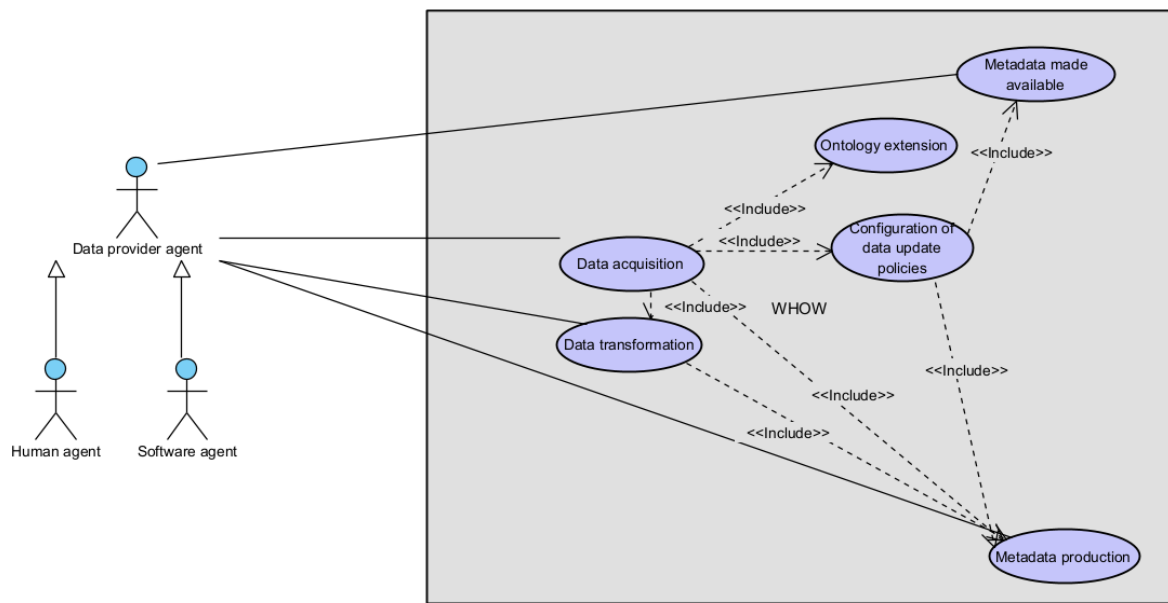 Metadata made
available
Ontology extension
<<Include>>
<<Include>>
Data provider agent
<<Include>>
Configuration of
data update
policies
Data acquisition
<<Include>>
WHOW
Data transformation
<<Include>>
<<Include>>
<<Include>>
Human agent
Software agent
Metadata production